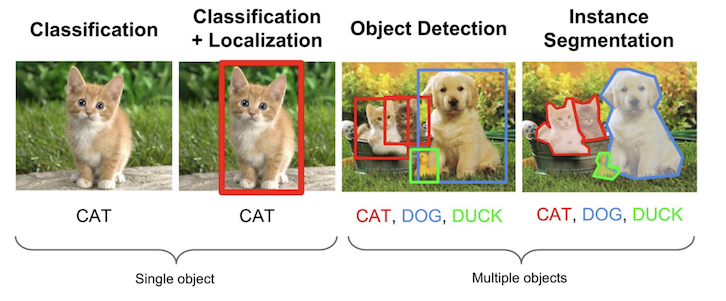 Classification
Classification
+ Localization
Object Detection
Instance
Segmentation
CAT
CAT
CAT, DOG, DUCK
CAT, DOG, DUCK
Single object
Multiple objects